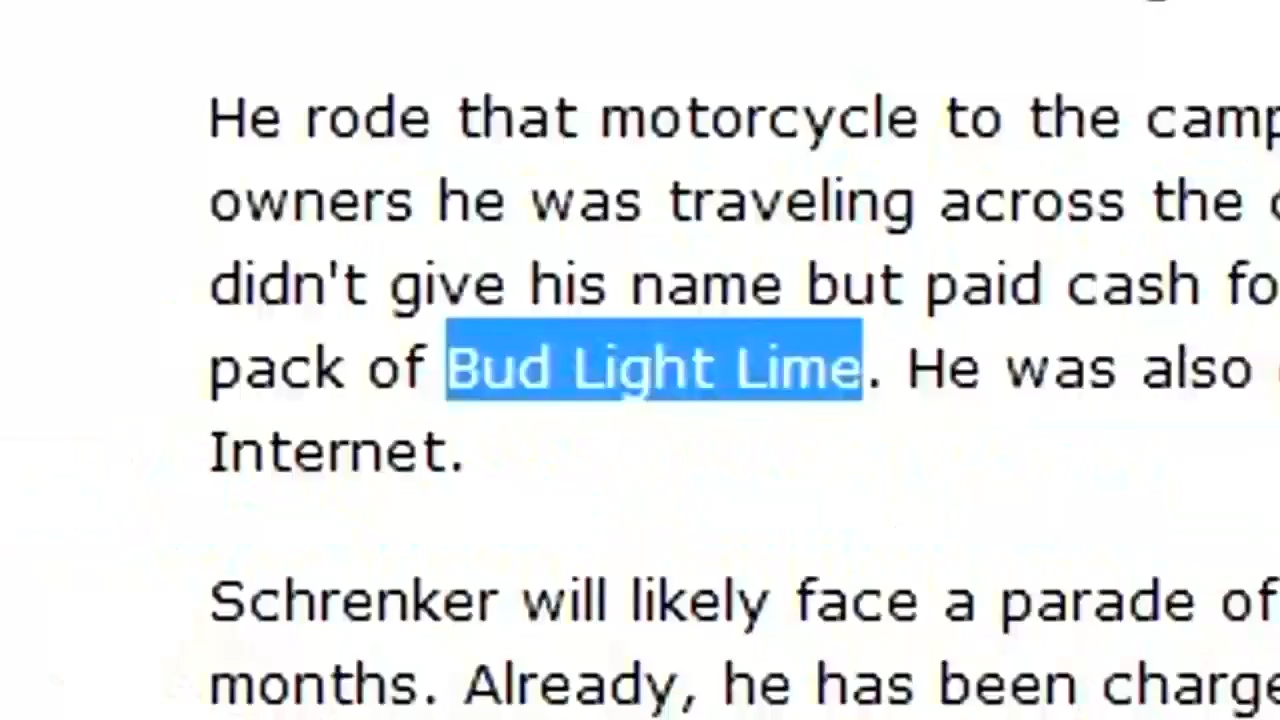 He rode that motorcycle to the camp
owners he was traveling across the
didn't give his name but paid cash fo
pack of Bud Light Lime. He was also
Internet.
Schrenker will likely face a parade of
months. Already, he has been charge